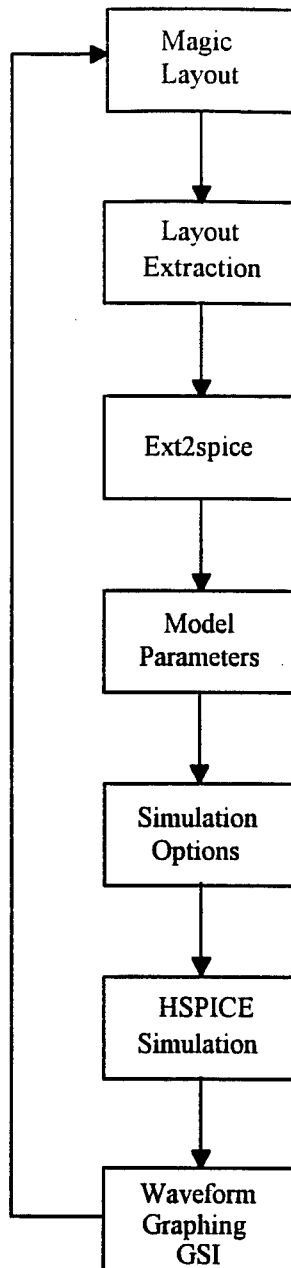 Magic
Layout
Layout
Extraction
Ext2spice
Model
Parameters
Simulation
Options
HSPICE
Simulation
Waveform
Graphing
GSI